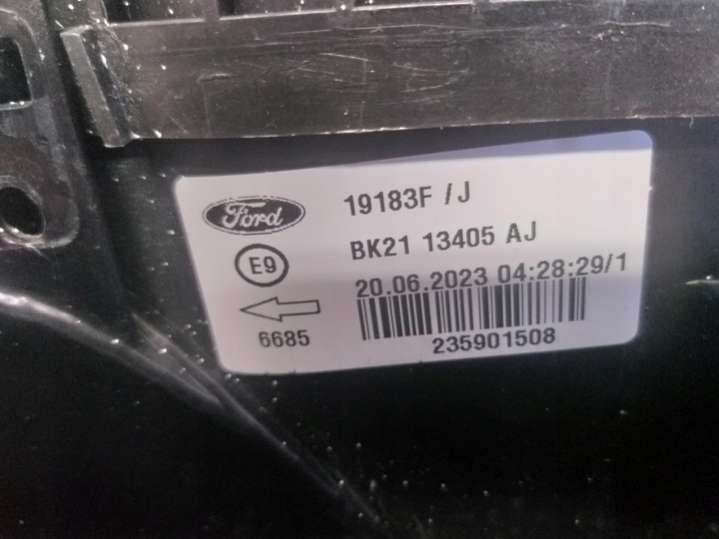 Ford
19183F /J
BK21 13405 AJ
E9
20.06.2023 04:28:29/1
6685
235901508